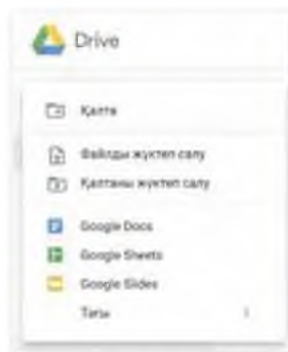 Drive
Қалта
Файлды жүктеп салу
Қалтаны жүктеп салу
Google Docs
Google Sheets
Google Slides
Тағы